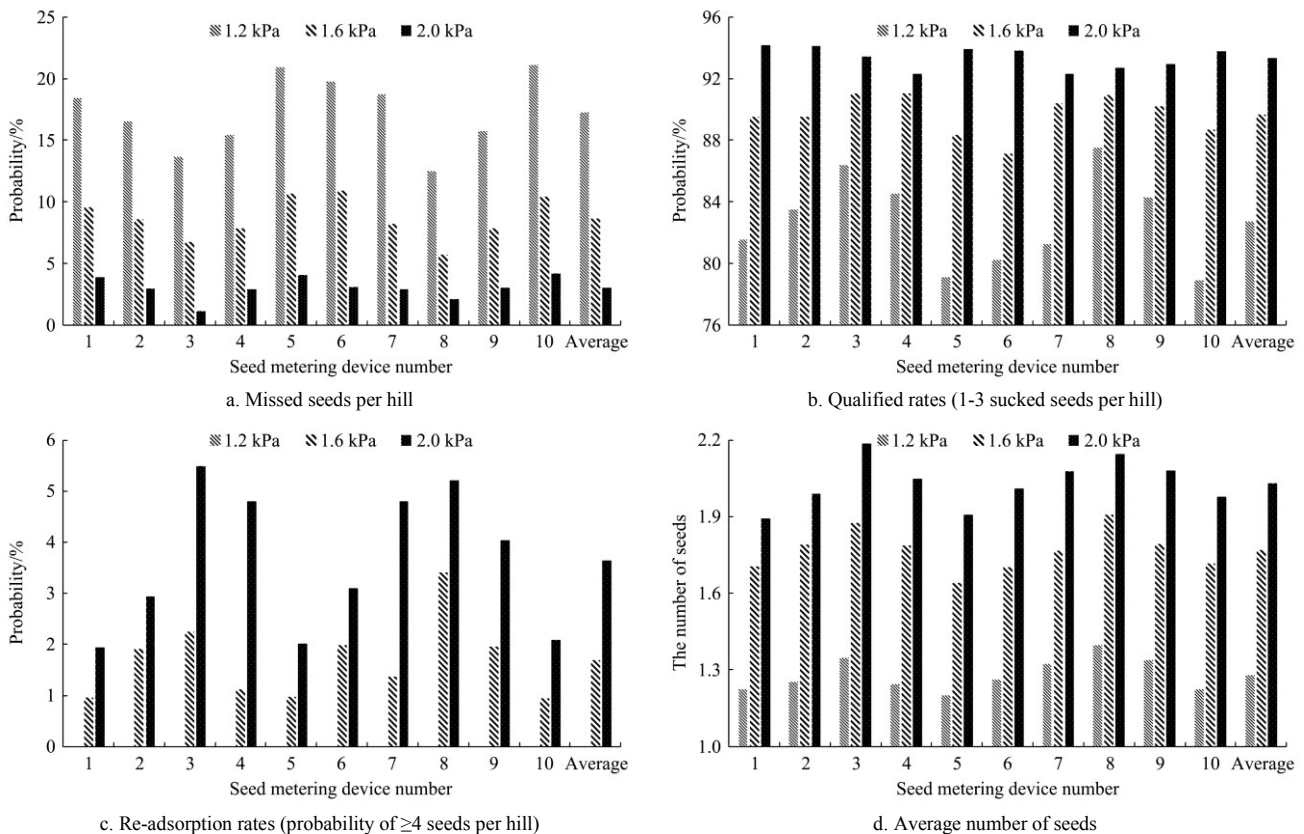 25
20
15
10
5
0
Probability/%
1.2 kPa 1.6 kPa 2.0 kPa
1 2 3 4 5 6 7 8 9 10 Average
Seed metering device number
a. Missed seeds per hill
96
92
88
84
80
76
Probability/%
1.2 kPa 1.6 kPa 2.0 kPa
1 2 3 4 5 6 7 8 9 10 Average
Seed metering device number
b. Qualified rates (1-3 sucked seeds per hill)
6
5
4
3
2
1
0
Probability/%
1.2 kPa 1.6 kPa 2.0 kPa
1 2 3 4 5 6 7 8 9 10 Average
Seed metering device number
c. Re-adsorption rates (probability of ≥4 seeds per hill)
2.2
1.9
1.6
1.3
1.0
The number of seeds
1.2 kPa 1.6 kPa 2.0 kPa
1 2 3 4 5 6 7 8 9 10 Average
Seed metering device number
d. Average number of seeds